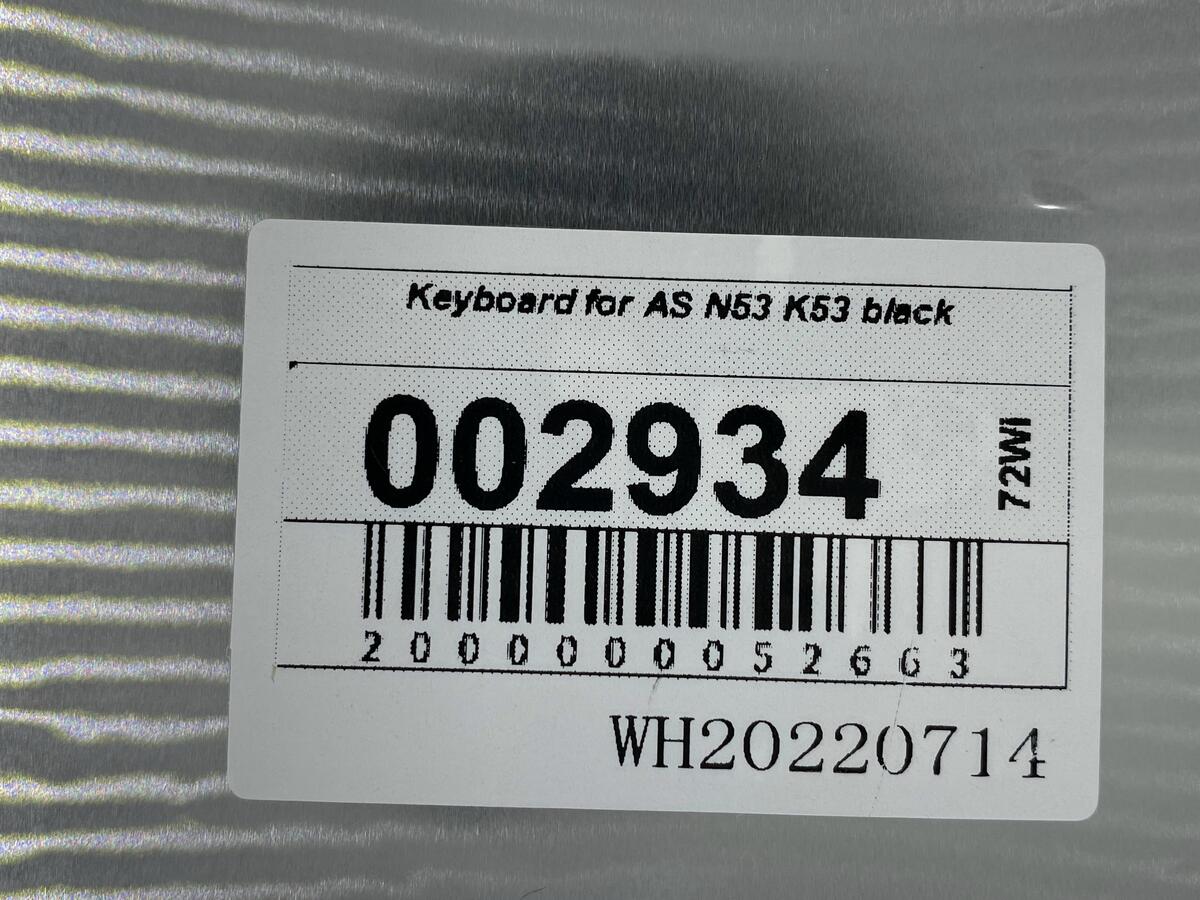 Keyboard for AS N53 K53 black
002934
72WI
2000000052663
WH20220714